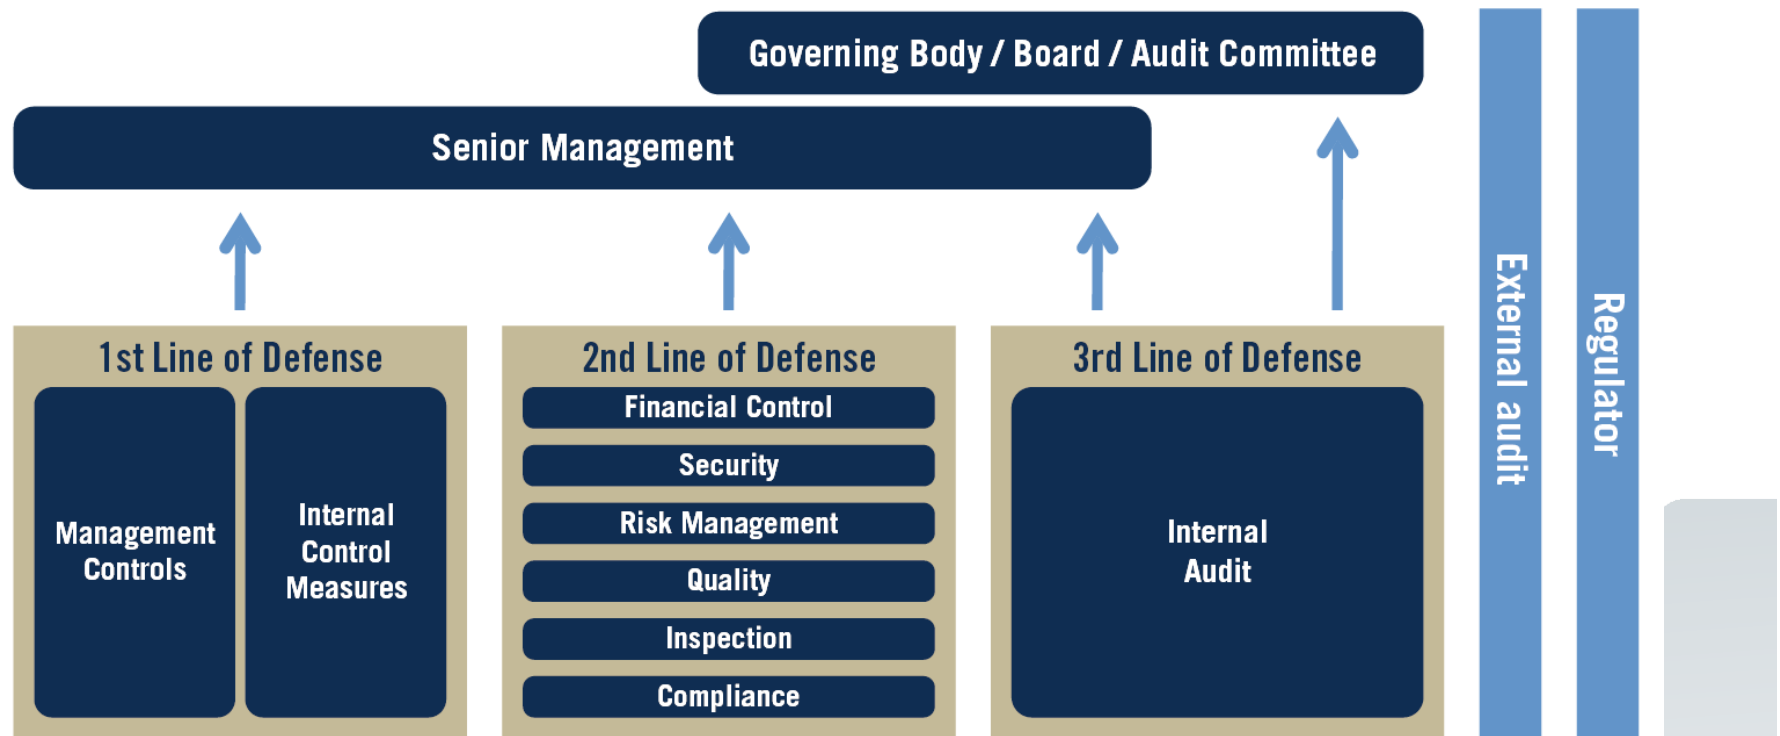 Governing Body / Board / Audit Committee
Senior Management
1st Line of Defense
Management
Controls
Internal
Control
Measures
2nd Line of Defense
Financial Control
Security
Risk Management
Quality
Inspection
Compliance
3rd Line of Defense
Internal
Audit
External audit
Regulator